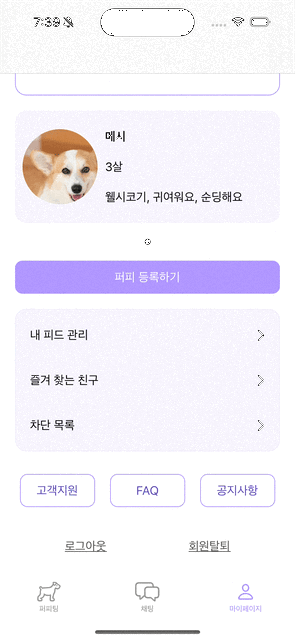 7:39
메시
3살
웰시코기, 귀여워요, 순딩해요
퍼피 등록하기
내 피드 관리
즐겨 찾는 친구
차단 목록
고객지원 FAQ 공지사항
로그아웃 회원탈퇴
퍼피팅 채팅 마이페이지